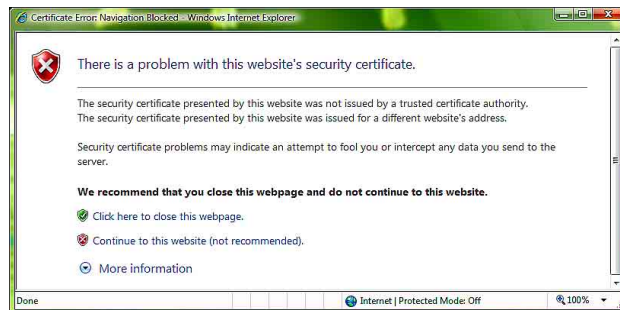 Certificate Error: Navigation Blocked - Windows Internet Explorer
There is a problem with this website's security certificate.
The security certificate presented by this website was not issued by a trusted certificate authority.
The security certificate presented by this website was issued for a different website's address.
Security certificate problems may indicate an attempt to fool you or intercept any data you send to the
server.
We recommend that you close this webpage and do not continue to this website.
Click here to close this webpage.
Continue to this website (not recommended).
More information
Done Internet | Protected Mode: Off 100%